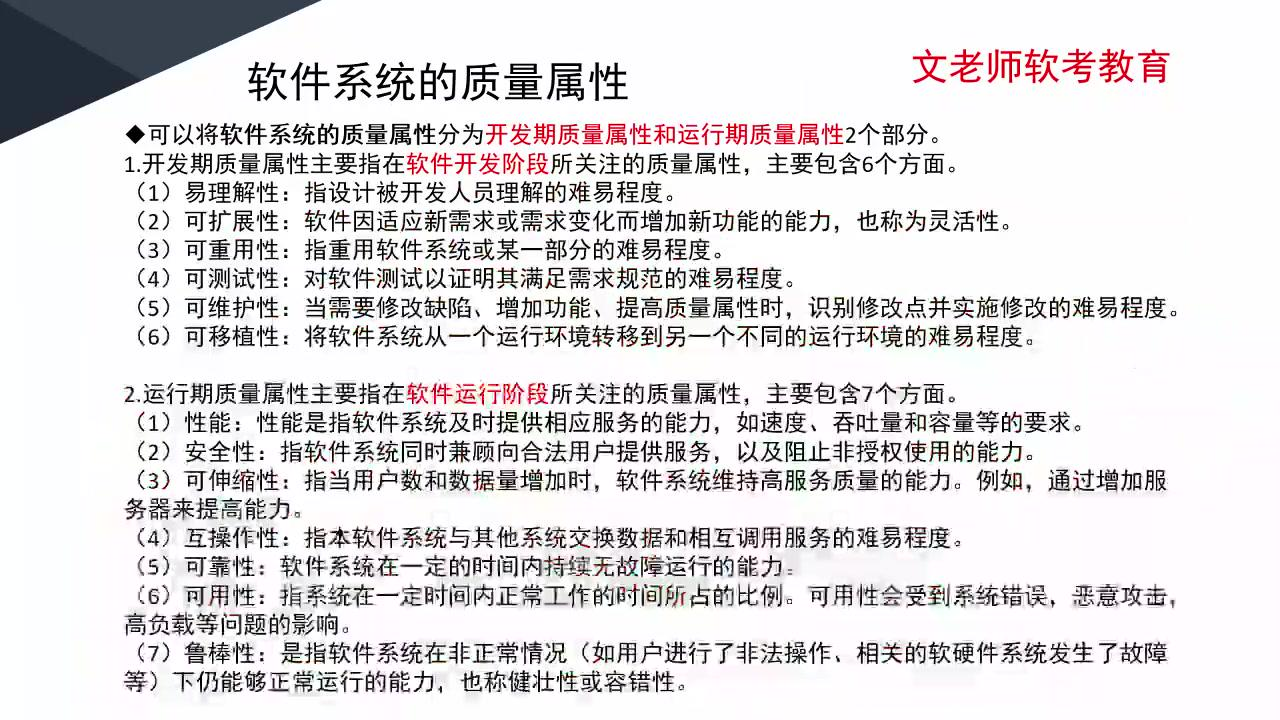 软件系统的质量属性
文老师软考教育
◆可以将软件系统的质量属性分为开发期质量属性和运行期质量属性2个部分。
1.开发期质量属性主要指在软件开发阶段所关注的质量属性，主要包含6个方面。
（1）易理解性：指设计被开发人员理解的难易程度。
（2）可扩展性：软件因适应新需求或需求变化而增加新功能的能力，也称为灵活性。
（3）可重用性：指重用软件系统或某一部分的难易程度。
（4）可测试性：对软件测试以证明其满足需求规范的难易程度。
（5）可维护性：当需要修改缺陷、增加功能、提高质量属性时，识别修改点并实施修改的难易程度。
（6）可移植性：将软件系统从一个运行环境转移到另一个不同的运行环境的难易程度。
2.运行期质量属性主要指在软件运行阶段所关注的质量属性，主要包含7个方面。
（1）性能：性能是指软件系统及时提供相应服务的能力，如速度、吞吐量和容量等的要求。
（2）安全性：指软件系统同时兼顾向合法用户提供服务，以及阻止非授权使用的能力。
（3）可伸缩性：指当用户数和数据量增加时，软件系统维持高服务质量的能力。例如，通过增加服
务器来提高能力。
（4）互操作性：指本软件系统与其他系统交换数据和相互调用服务的难易程度。
（5）可靠性：软件系统在一定的时间内持续无故障运行的能力。
（6）可用性：指系统在一定时间内正常工作的时间所占的比例。可用性会受到系统错误，恶意攻击，
高负载等问题的影响。
（7）鲁棒性：是指软件系统在非正常情况（如用户进行了非法操作、相关的软硬件系统发生了故障
等）下仍能够正常运行的能力，也称健壮性或容错性。